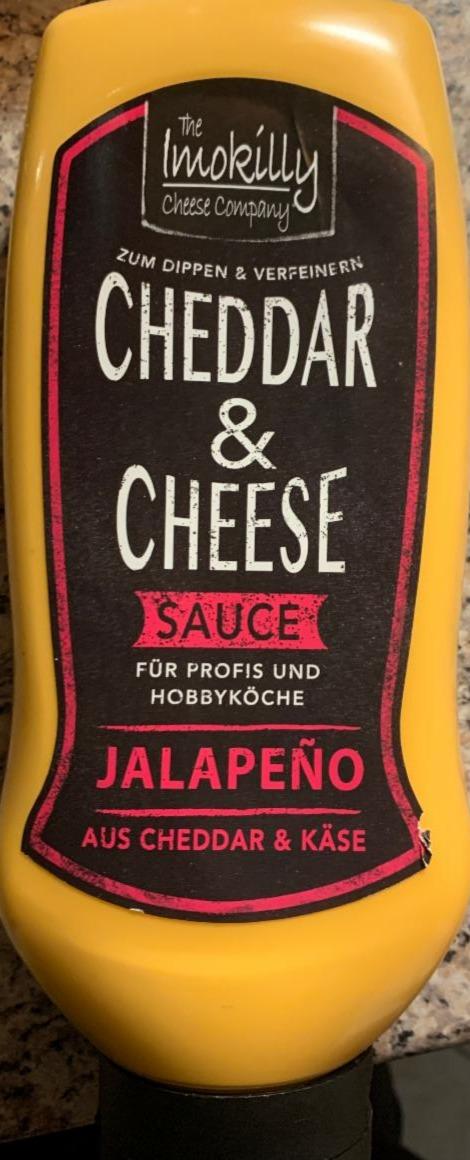 The
Imokilly
Cheese Company
ZUM DIPPEN & VERFEINERN
CHEDDAR
&
CHEESE
SAUCE
FÜR PROFIS UND
HOBBYKÖCHE
JALAPEÑO
AUS CHEDDAR & KÄSE